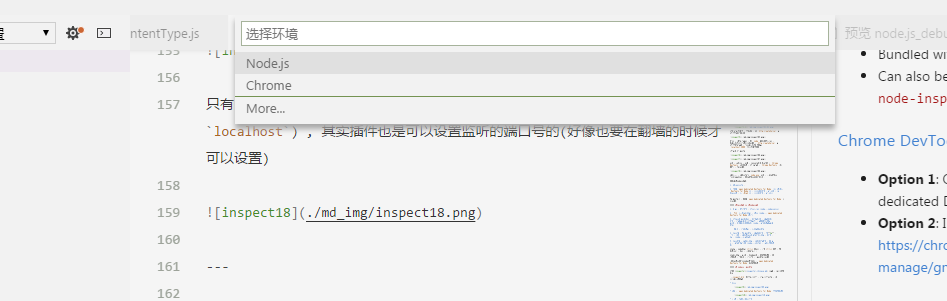 置
ntentType.js
选择环境
预览 node.js_debu
Node.js
Chrome
More...
155
![in
156
157
只有
`localhost`) , 其实插件也是可以设置监听的端口号的(好像也要在翻墙的时候才
可以设置)
158
159
![inspect18](./md_img/inspect18.png)
160
161
---
162
Bundled wi
Can also be
node-insp
Chrome DevToo
Option 1: C
dedicated D
Option 2: I
https://chro
manage/gn